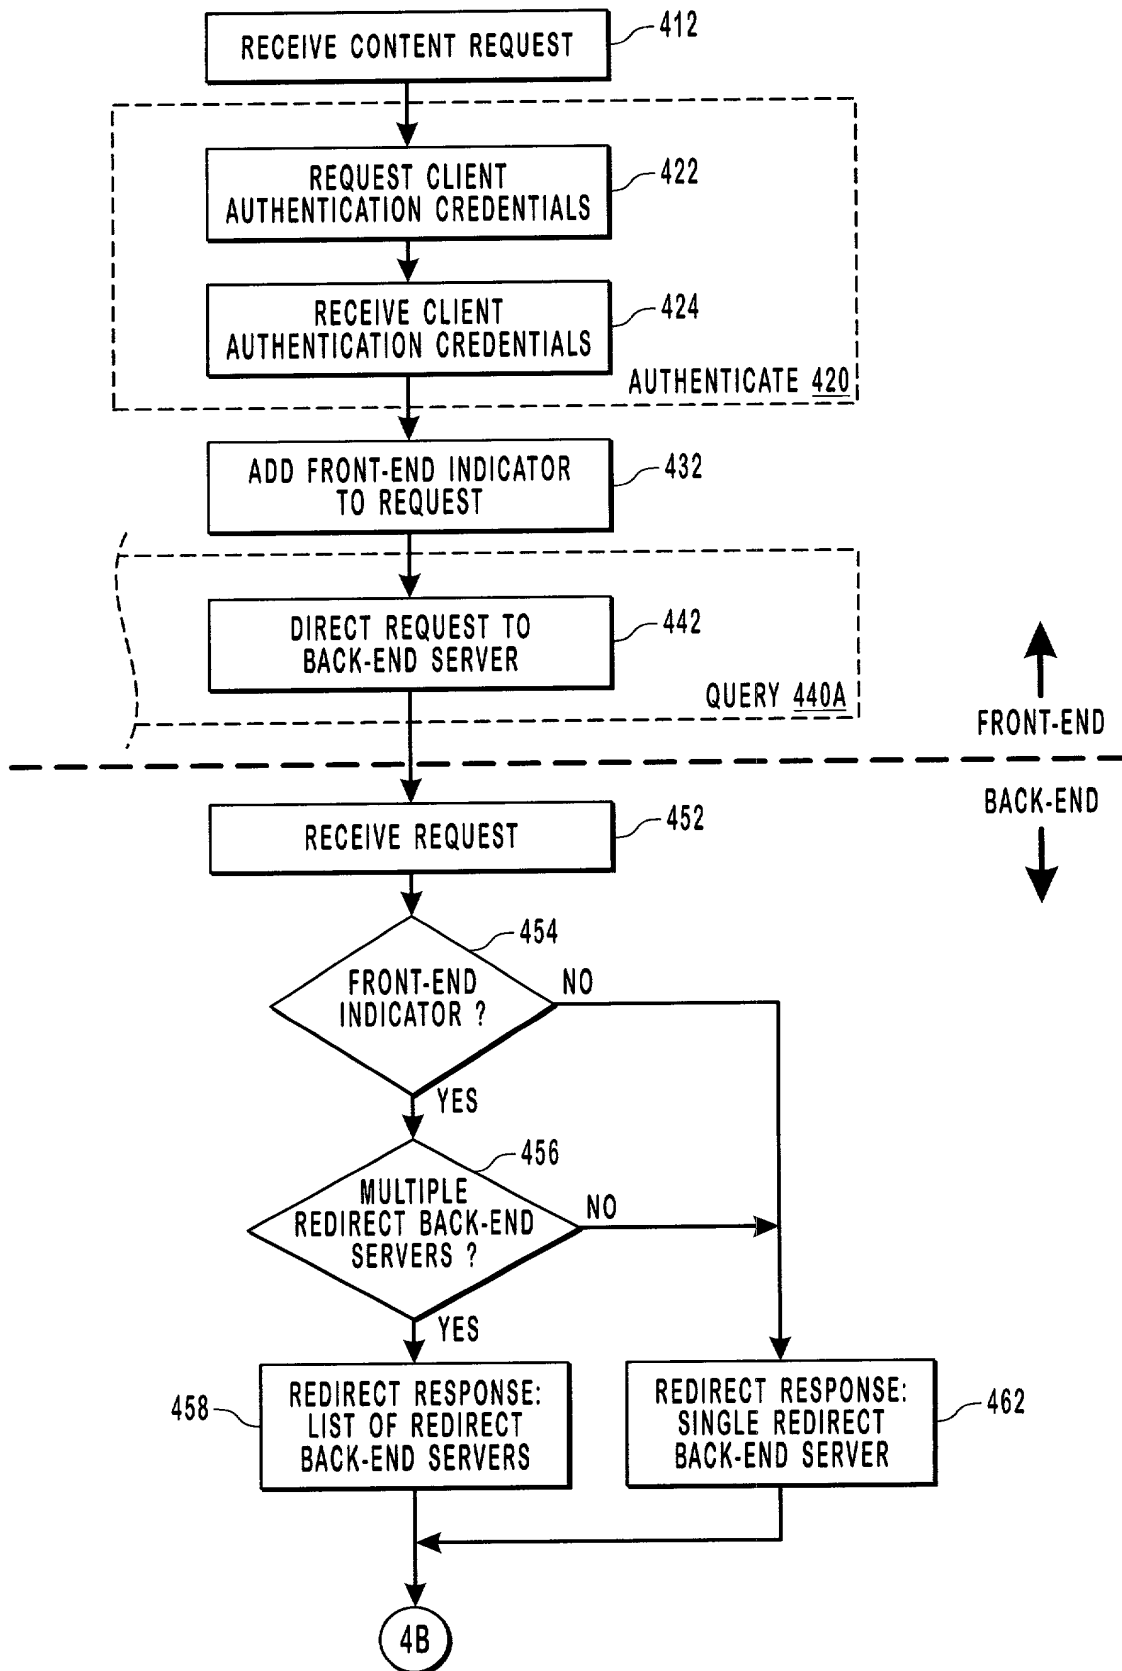 RECEIVE CONTENT REQUEST
412
REQUEST CLIENT
AUTHENTICATION CREDENTIALS
422
RECEIVE CLIENT
AUTHENTICATION CREDENTIALS
424
AUTHENTICATE 420
ADD FRONT-END INDICATOR
TO REQUEST
432
DIRECT REQUEST TO
BACK-END SERVER
442
QUERY 440A
FRONT-END
BACK-END
RECEIVE REQUEST
452
454
FRONT-END
INDICATOR ?
NO
YES
456
MULTIPLE
REDIRECT BACK-END
SERVERS ?
NO
YES
458
REDIRECT RESPONSE:
LIST OF REDIRECT
BACK-END SERVERS
REDIRECT RESPONSE:
SINGLE REDIRECT
BACK-END SERVER
462
4B